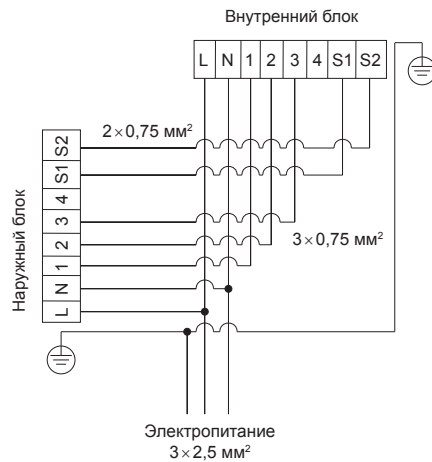 Внутренний блок
L N 1 2 3 4 S1 S2
2×0,75 мм²
Наружный блок
S2
S1
4
3
2
1
N
L
3×0,75 мм²
Электропитание
3×2,5 мм²